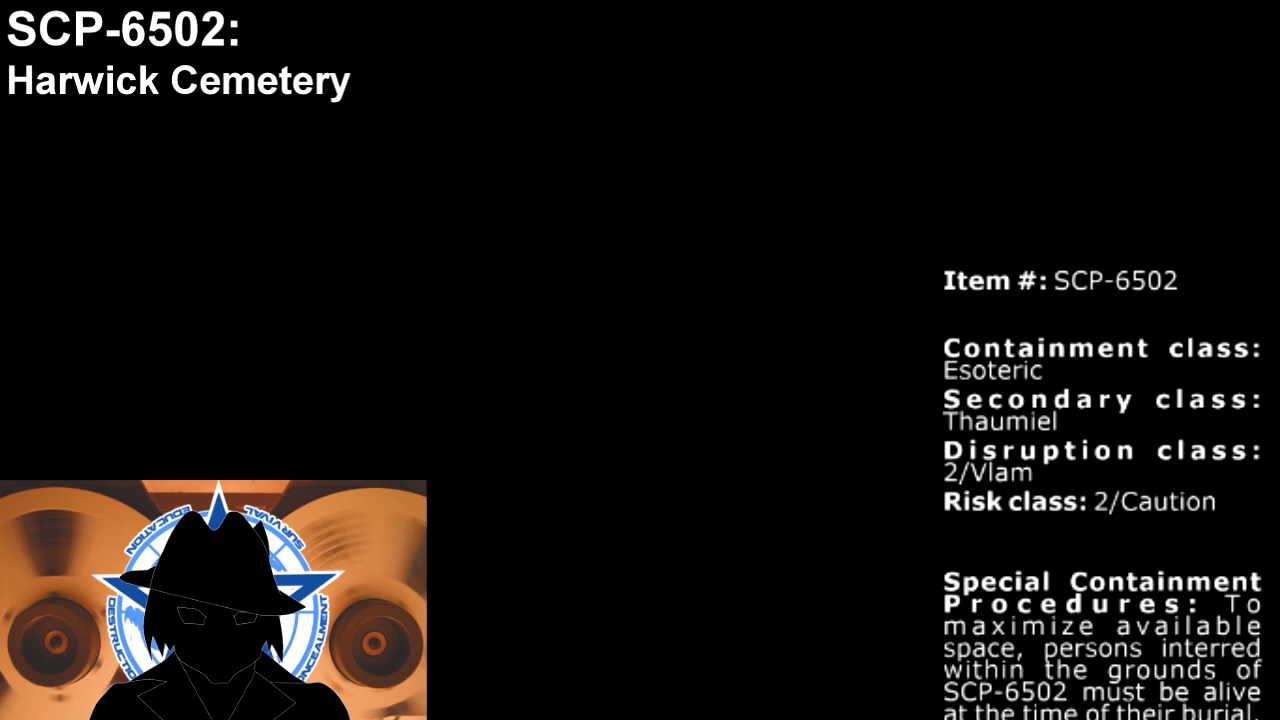 SCP-6502:
Harwick Cemetery
Item #: SCP-6502
Containment class:
Esoteric
Secondary class:
Thaumiel
Disruption class:
2/Vlam
Risk class: 2/Caution
Special Containment
Procedures: To
maximize available
space, persons interred
within the grounds of
SCP-6502 must be alive
at the time of their burial.
EDUCATION
SURVIVAL